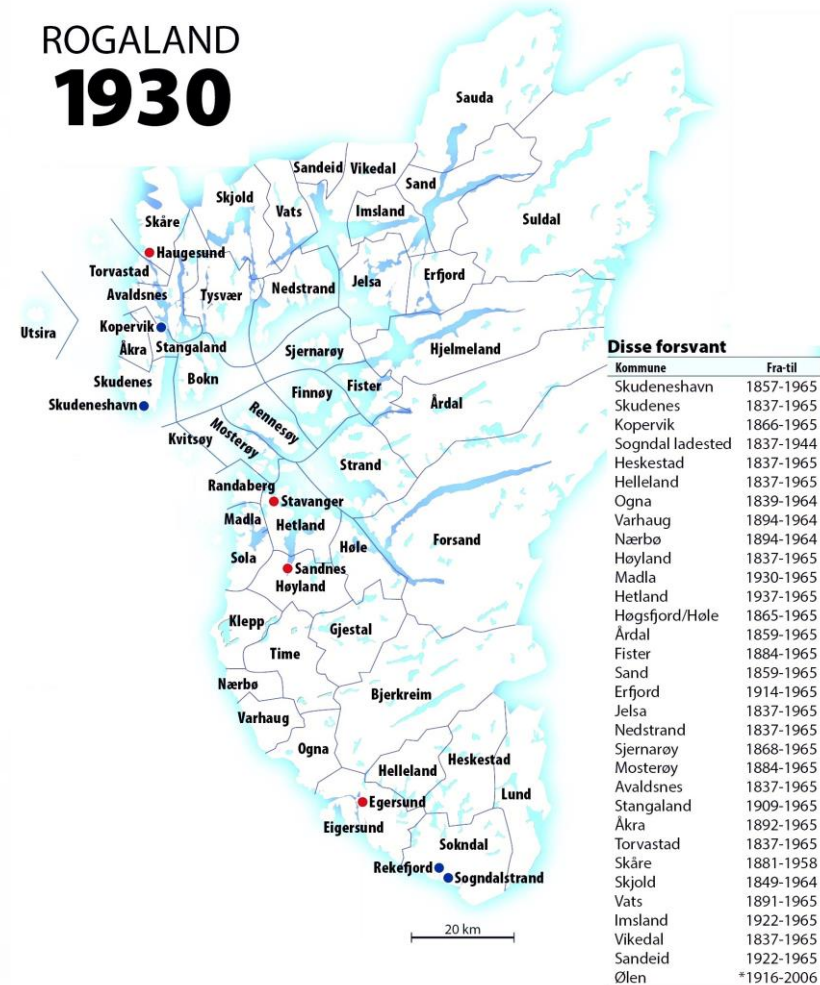 ROGALAND
1930
Sauda
Sandeid Vikedal
Sand
Skjold
Vats
Imsland
Suldal
Skåre
Haugesund
Torvastad
Avaldsnes
Tysvær
Nedstrand
Jelsa
Erfjord
Utsira
Kopervik
Åkra
Stangaland
Sjernarøy
Hjelmeland
Skudenes
Bokn
Finnøy
Fister
Årdal
Skudeneshavn
Rennesøy
Mosterøy
Kvitsøy
Strand
Randaberg
Stavanger
Madla
Hetland
Høle
Forsand
Sola
Sandnes
Høyland
Klepp
Gjestal
Time
Nærbø
Bjerkreim
Varhaug
Ogna
Helleland
Heskestad
Lund
Egersund
Eigersund
Sokndal
Rekefjord
Sogndalstrand
20 km
Disse forsvant
Kommune Fra-til
Skudeneshavn 1857-1965
Skudenes 1837-1965
Kopervik 1866-1965
Sogndal ladested 1837-1944
Heskestad 1837-1965
Helleland 1837-1965
Ogna 1839-1964
Varhaug 1894-1964
Nærbø 1894-1964
Høyland 1837-1965
Madla 1930-1965
Hetland 1937-1965
Høgsfjord/Høle 1865-1965
Årdal 1859-1965
Fister 1884-1965
Sand 1859-1965
Erfjord 1914-1965
Jelsa 1837-1965
Nedstrand 1837-1965
Sjernarøy 1868-1965
Mosterøy 1884-1965
Avaldsnes 1837-1965
Stangaland 1909-1965
Åkra 1892-1965
Torvastad 1837-1965
Skåre 1881-1958
Skjold 1849-1964
Vats 1891-1965
Imsland 1922-1965
Vikedal 1837-1965
Sandeid 1922-1965
Ølen *1916-2006